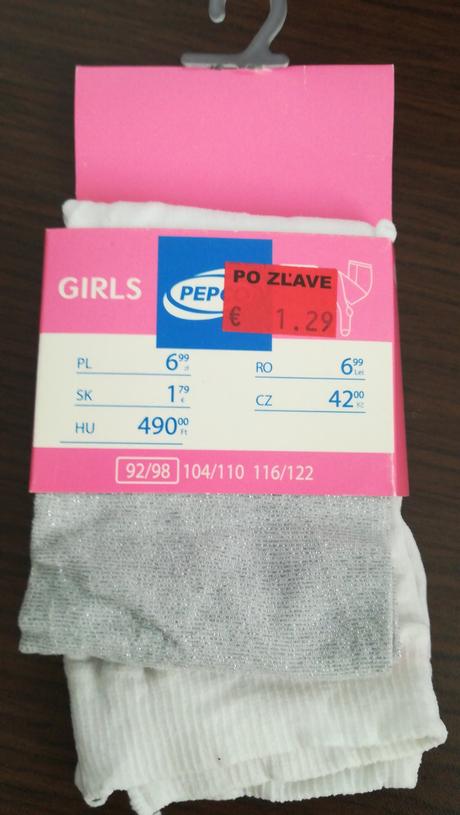 GIRLS
PEP
PO ZĽAVE
€ 1.29
PL 6⁹⁹ zł
RO 6⁹⁹ Lei
SK 1⁷⁹ €
CZ 42⁰⁰ Kč
HU 490⁰⁰ Ft
92/98 104/110 116/122